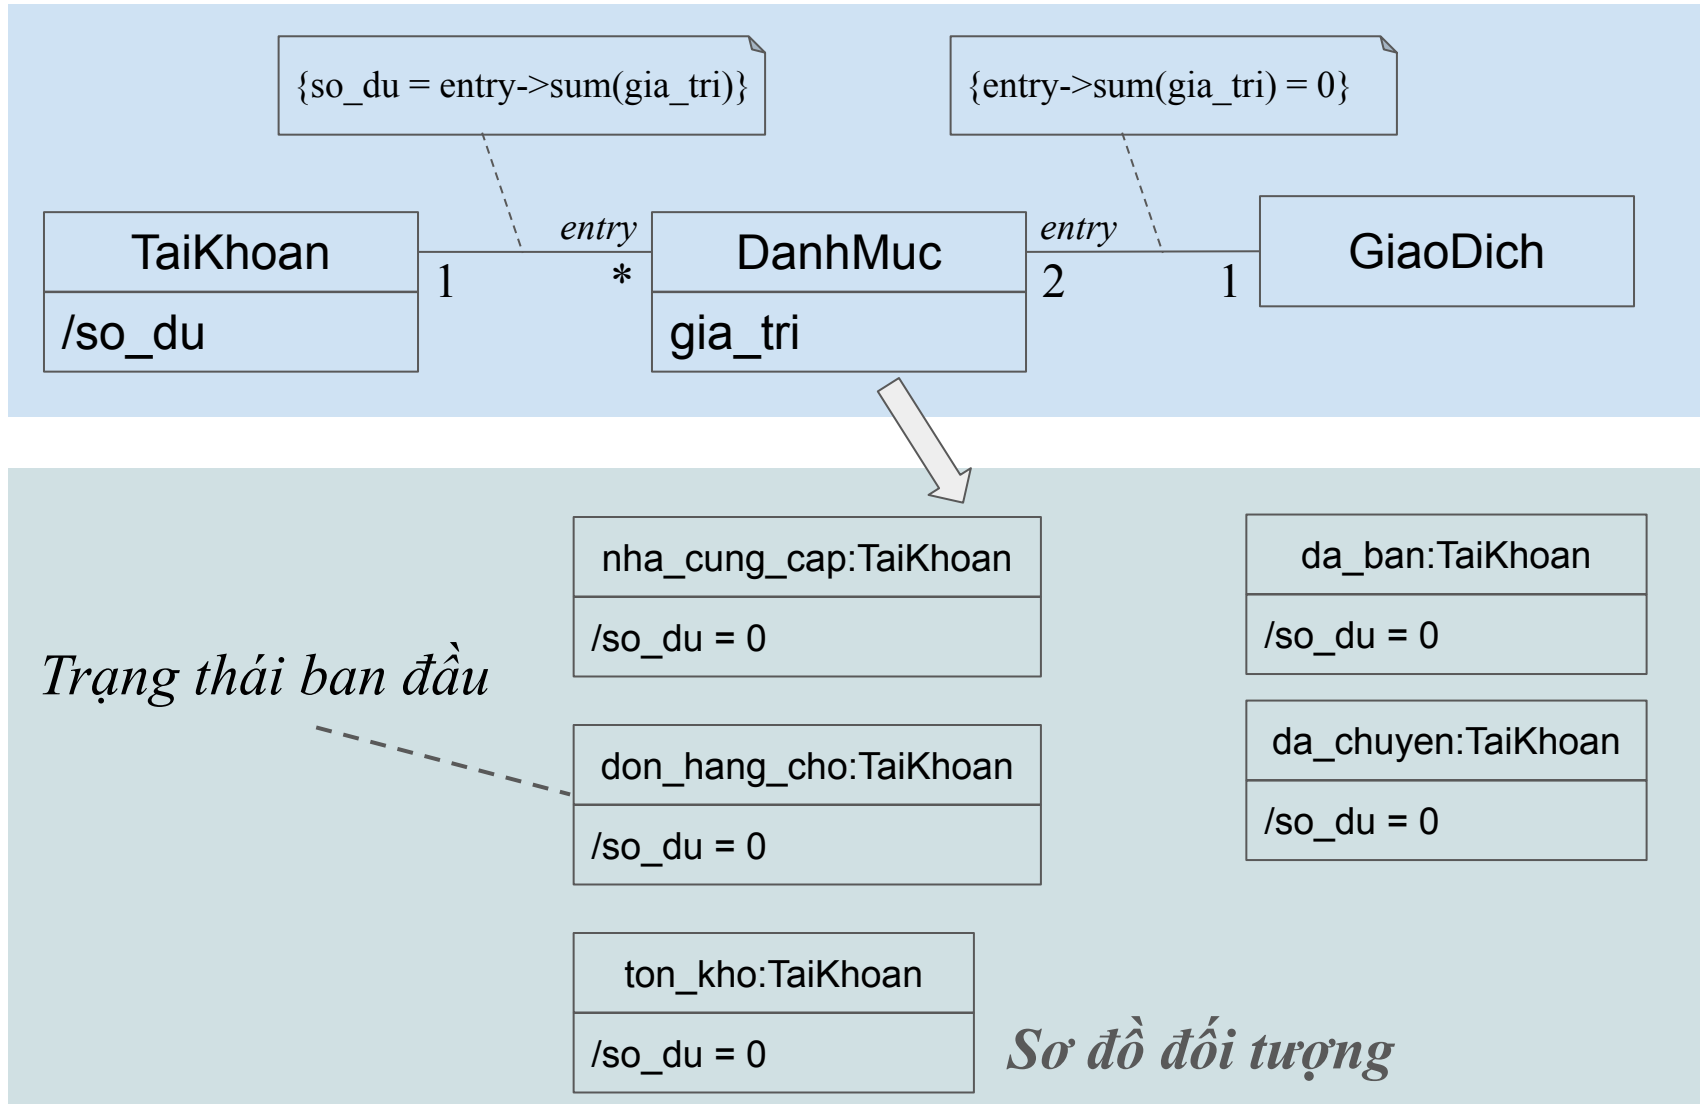 {so_du = entry->sum(gia_tri)}
{entry->sum(gia_tri) = 0}
TaiKhoan
/so_du
1
entry
*
DanhMuc
gia_tri
entry
2
1
GiaoDich
nha_cung_cap:TaiKhoan
/so_du = 0
da_ban:TaiKhoan
/so_du = 0
Trạng thái ban đầu
don_hang_cho:TaiKhoan
/so_du = 0
da_chuyen:TaiKhoan
/so_du = 0
ton_kho:TaiKhoan
/so_du = 0
Sơ đồ đối tượng